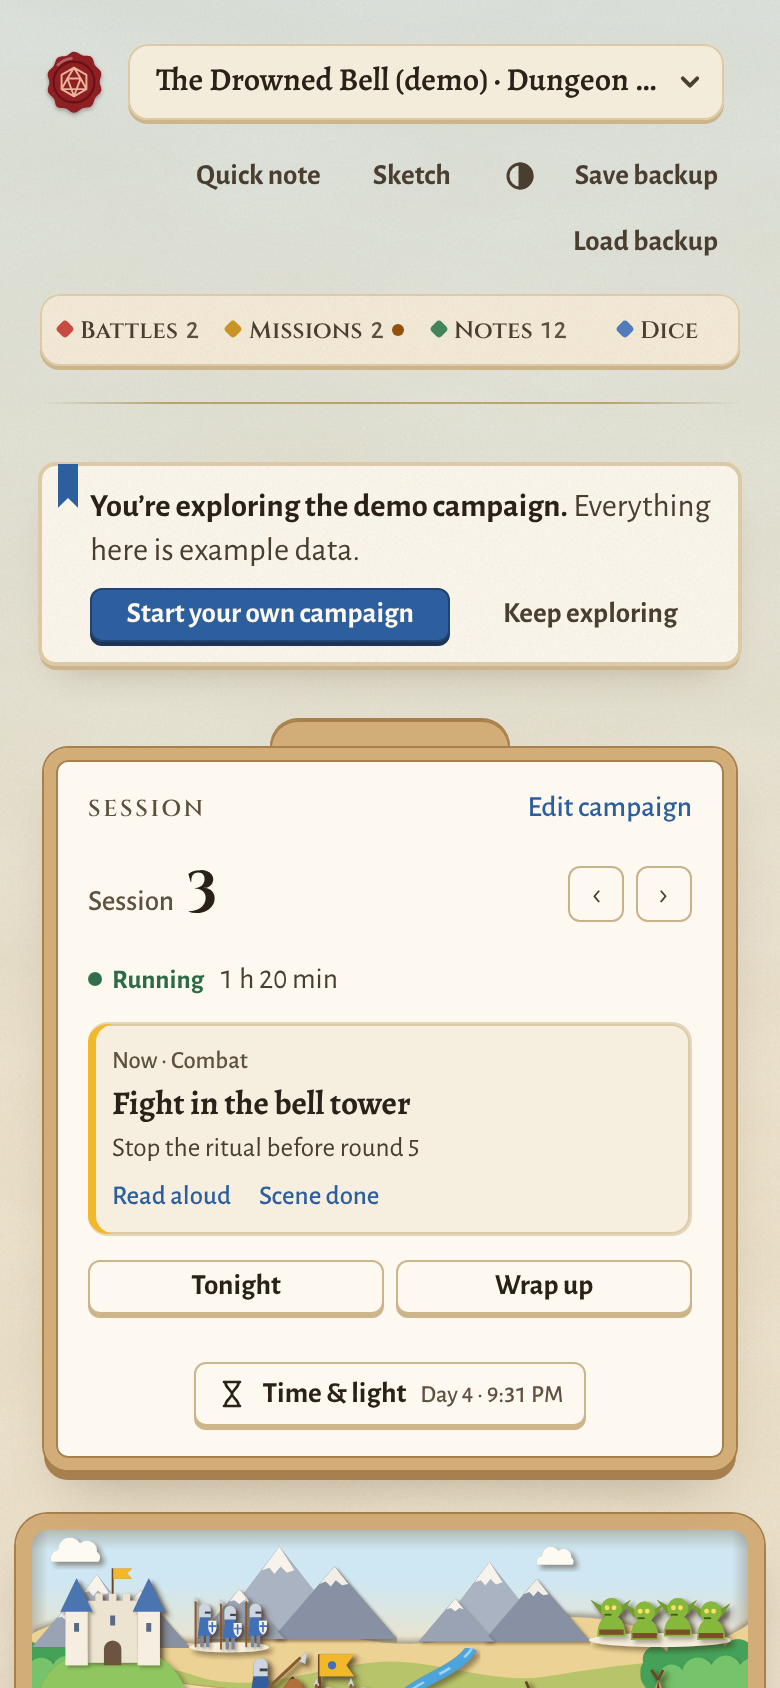 The Drowned Bell (demo) · Dungeon ...
Quick note Sketch Save backup
Load backup
Battles 2 Missions 2 Notes 12 Dice
You're exploring the demo campaign. Everything
here is example data.
Start your own campaign Keep exploring
SESSION Edit campaign
Session 3 ‹ ›
Running 1 h 20 min
Now · Combat
Fight in the bell tower
Stop the ritual before round 5
Read aloud Scene done
Tonight Wrap up
Time & light Day 4 · 9:31 PM